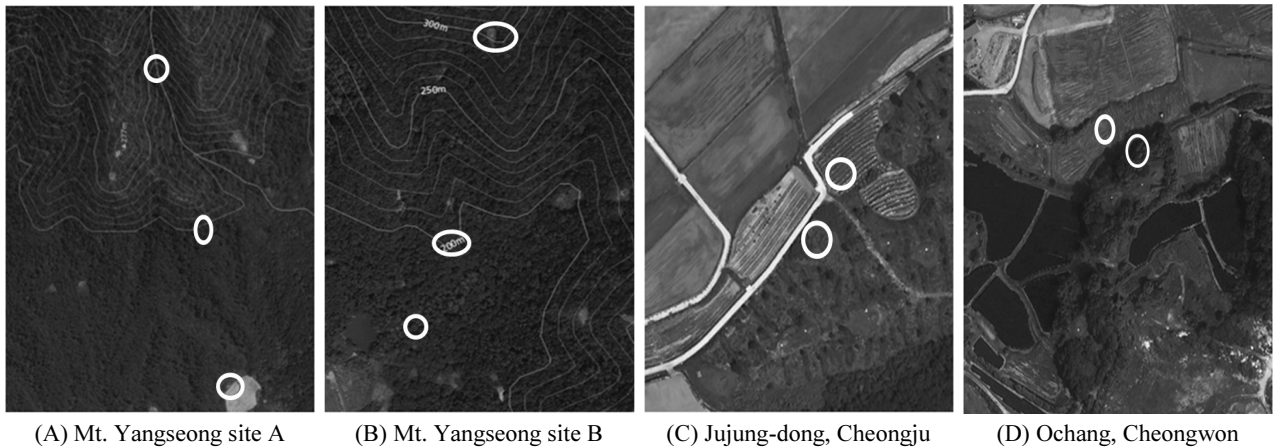 300m
250m
200m
(A) Mt. Yangseong site A
(B) Mt. Yangseong site B
(C) Jujung-dong, Cheongju
(D) Ochang, Cheongwon